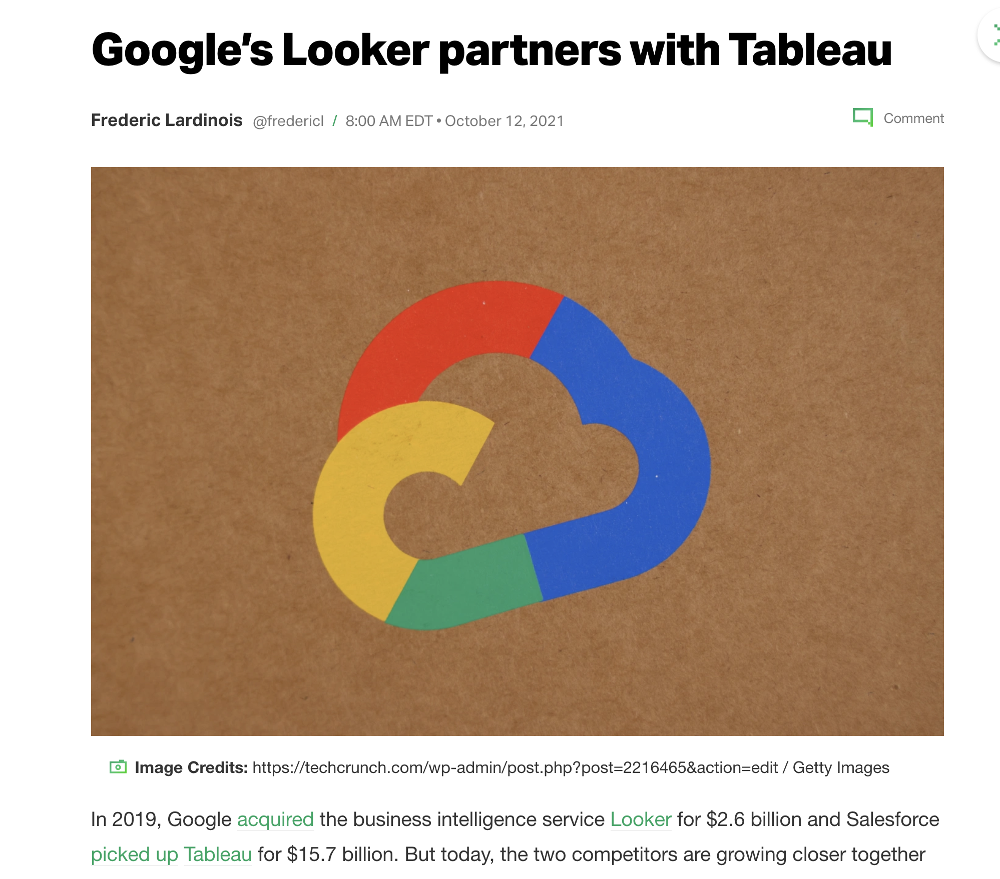 Google’s Looker partners with Tableau
Frederic Lardinois @fredericl / 8:00 AM EDT • October 12, 2021
Comment
Image Credits: https://techcrunch.com/wp-admin/post.php?post=2216465&action=edit / Getty Images
In 2019, Google acquired the business intelligence service Looker for $2.6 billion and Salesforce
picked up Tableau for $15.7 billion. But today, the two competitors are growing closer together